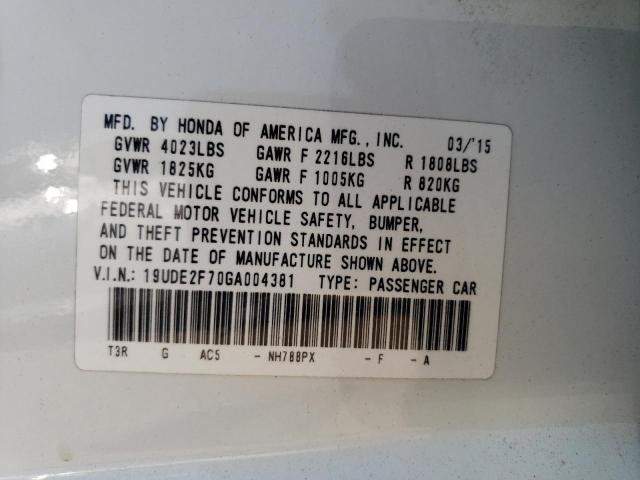 MFD. BY HONDA OF AMERICA MFG., INC. 03/'15
GVWR 4023LBS GAWR F 2216LBS R 1808LBS
GVWR 1825KG GAWR F 1005KG R 820KG
THIS VEHICLE CONFORMS TO ALL APPLICABLE
FEDERAL MOTOR VEHICLE SAFETY, BUMPER,
AND THEFT PREVENTION STANDARDS IN EFFECT
ON THE DATE OF MANUFACTURE SHOWN ABOVE.
V.I.N.: 19UDE2F70GA004381 TYPE: PASSENGER CAR
T3R G AC5 - NH788PX - F - A